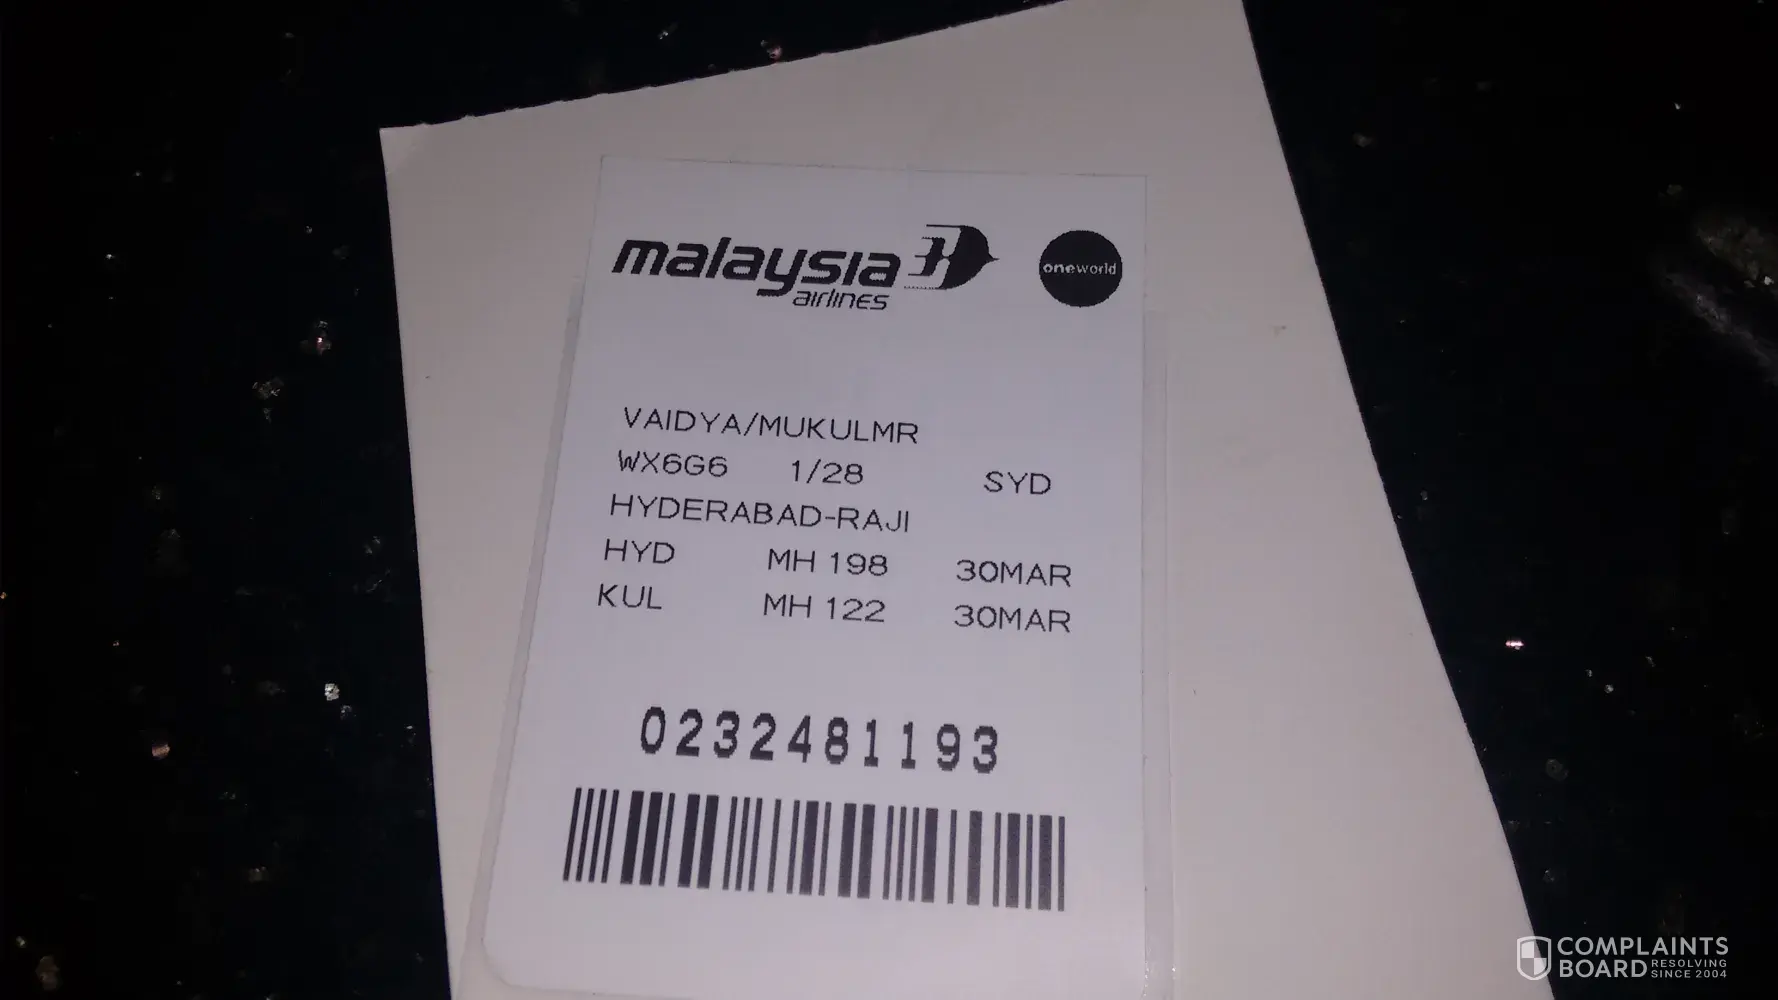 malaysia
airlines
oneworld
VAIDYA/MUKULMR
WX6G6 1/28 SYD
HYDERABAD-RAJI
HYD MH 198 30MAR
KUL MH 122 30MAR
0232481193
COMPLAINTS
BOARD RESOLVING
SINCE 2004